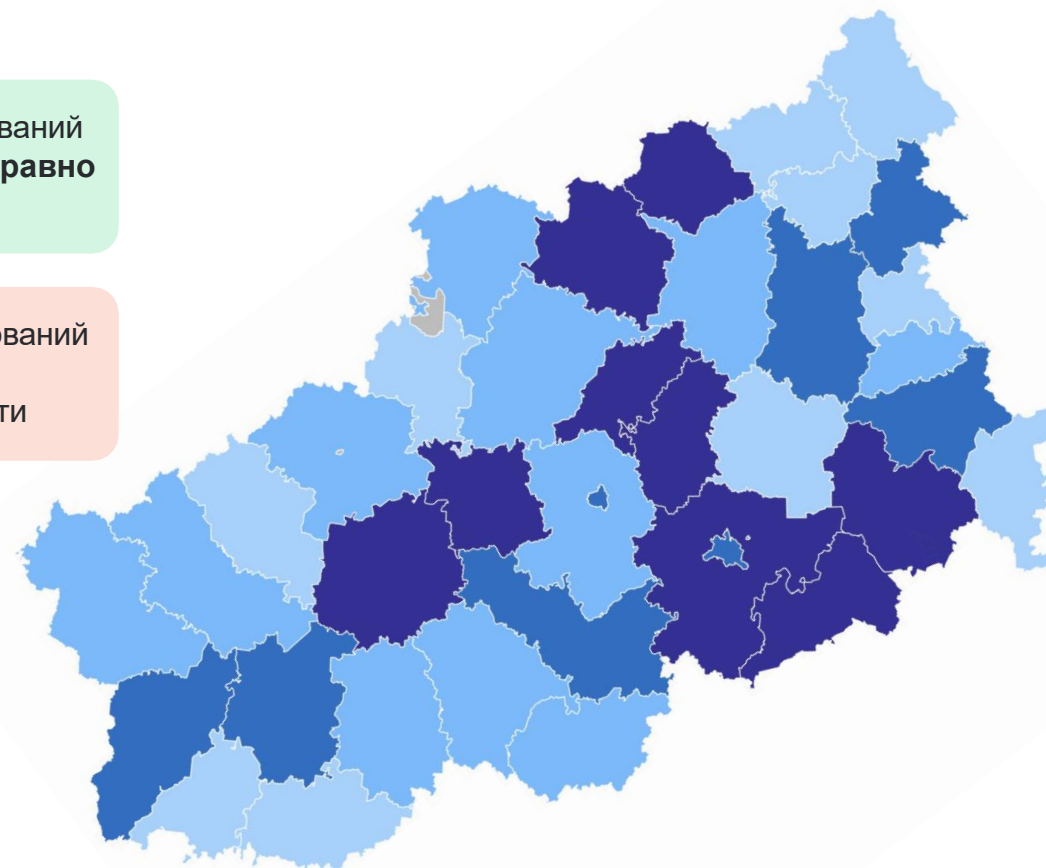 ваний
равно
ований
ти